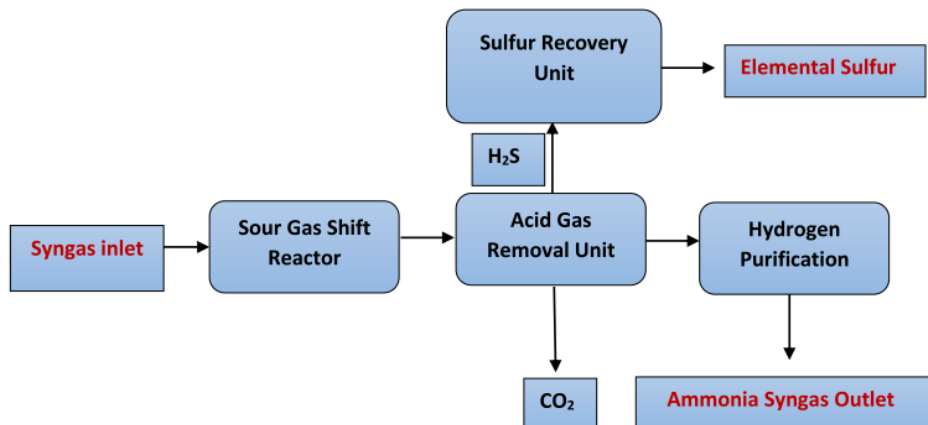 Sulfur Recovery
Unit
Elemental Sulfur
H₂S
Syngas inlet
Sour Gas Shift
Reactor
Acid Gas
Removal Unit
Hydrogen
Purification
CO₂
Ammonia Syngas Outlet